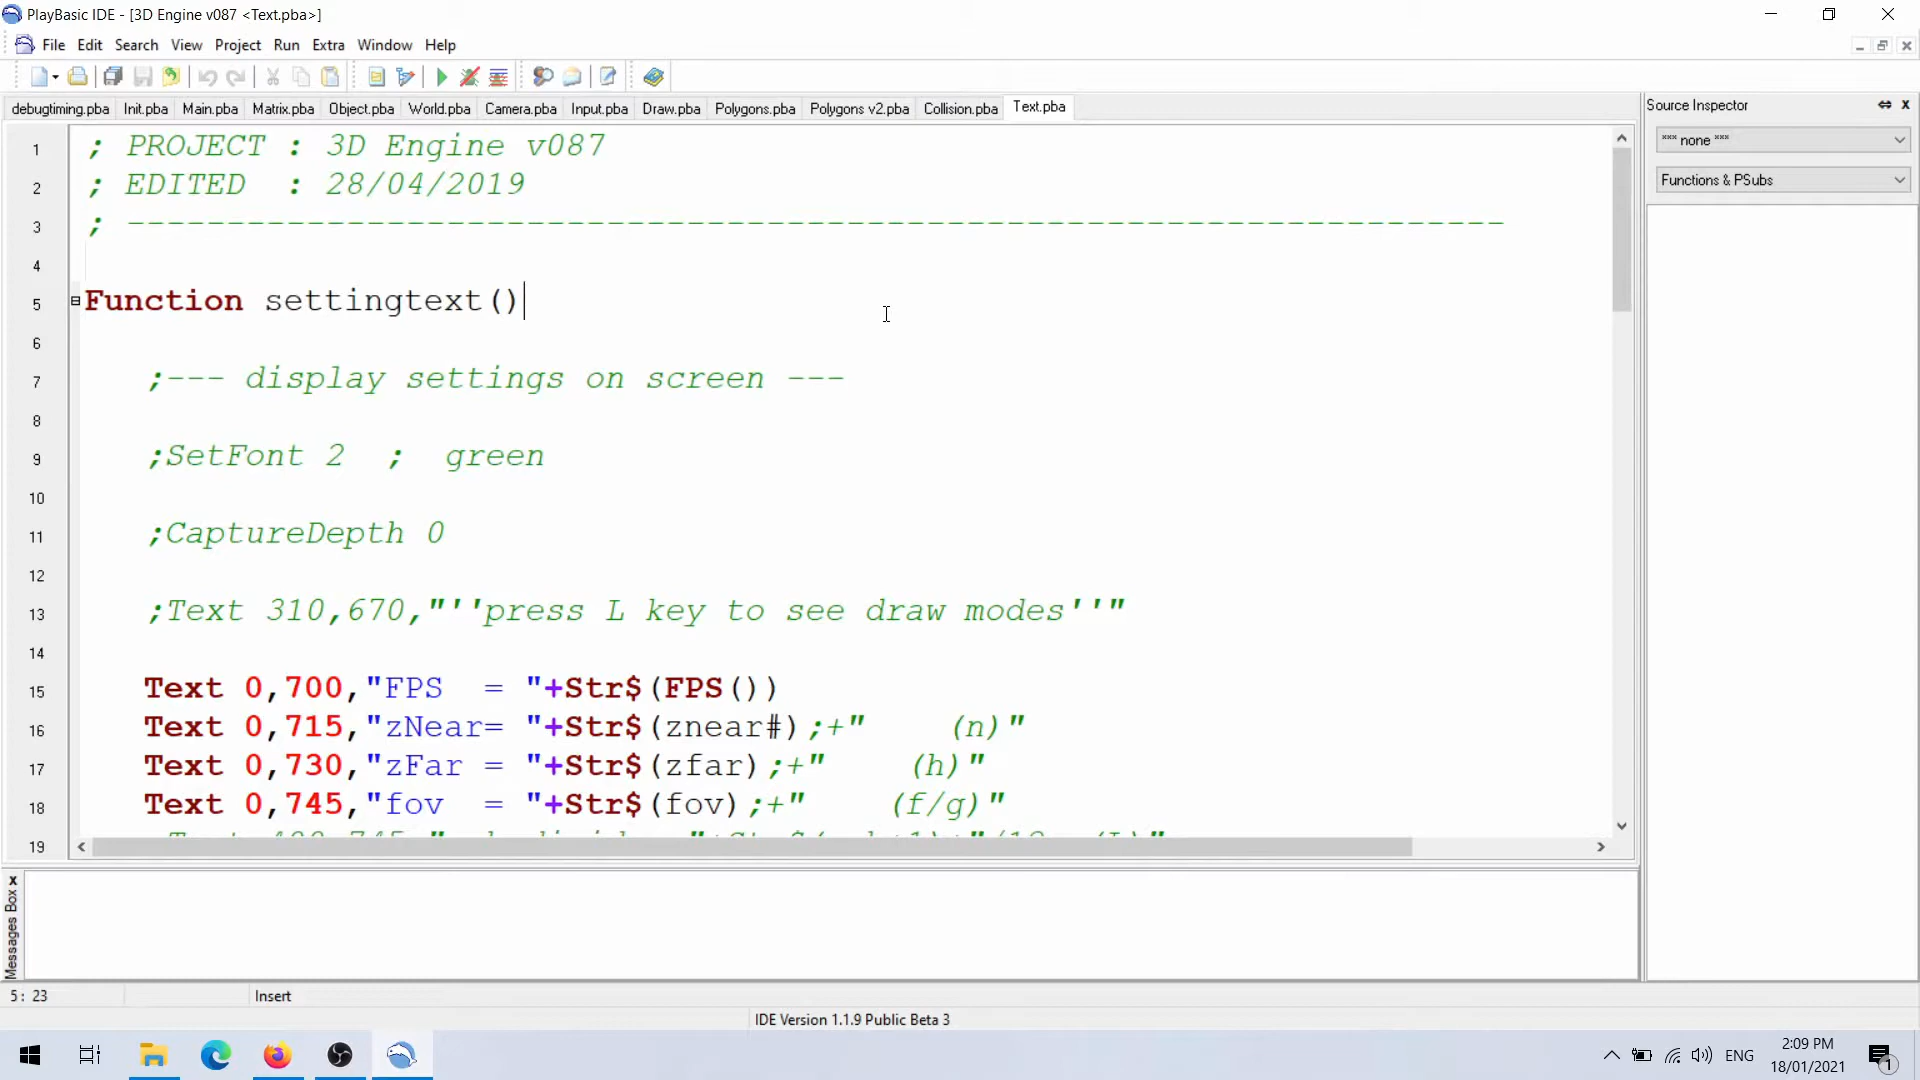 PlayBasic IDE - [3D Engine v087 <Text.pba>]
File Edit Search View Project Run Extra Window Help
debugtiming.pba Init.pba Main.pba Matrix.pba Object.pba World.pba Camera.pba Input.pba Draw.pba Polygons.pba Polygons v2.pba Collision.pba Text.pba
Source Inspector
*** none ***
Functions & PSubs
1 ; PROJECT : 3D Engine v087
2 ; EDITED : 28/04/2019
3 ; ---------------------------------------------------------------------
4
5 Function settingtext()
6
7 ;--- display settings on screen ---
8
9 ;SetFont 2 ; green
10
11 ;CaptureDepth 0
12
13 ;Text 310,670,"''press L key to see draw modes''"
14
15 Text 0,700,"FPS = "+Str$(FPS())
16 Text 0,715,"zNear= "+Str$(znear#);+" (n)"
17 Text 0,730,"zFar = "+Str$(zfar);+" (h)"
18 Text 0,745,"fov = "+Str$(fov);+" (f/g)"
19
Messages Box
5: 23
Insert
IDE Version 1.1.9 Public Beta 3
ENG
2:09 PM
18/01/2021
1